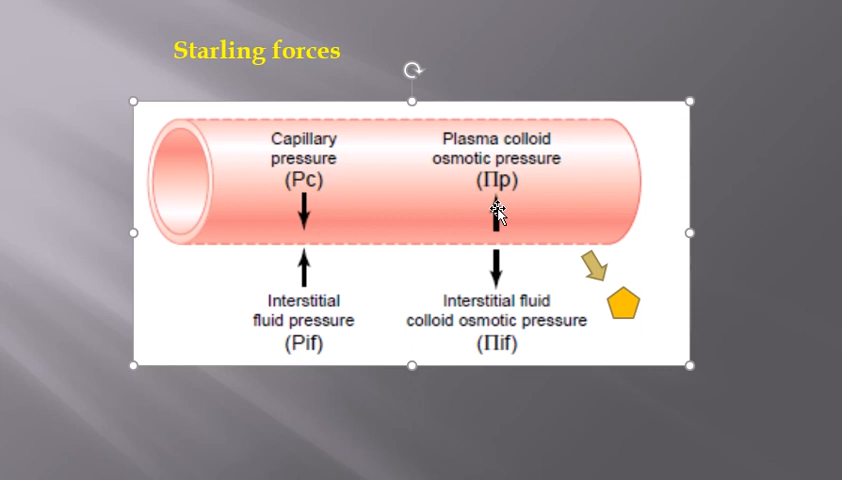 Starling forces
Capillary
pressure
(Pc)
Plasma colloid
osmotic pressure
(Πp)
Interstitial
fluid pressure
(Pif)
Interstitial fluid
colloid osmotic pressure
(Πif)